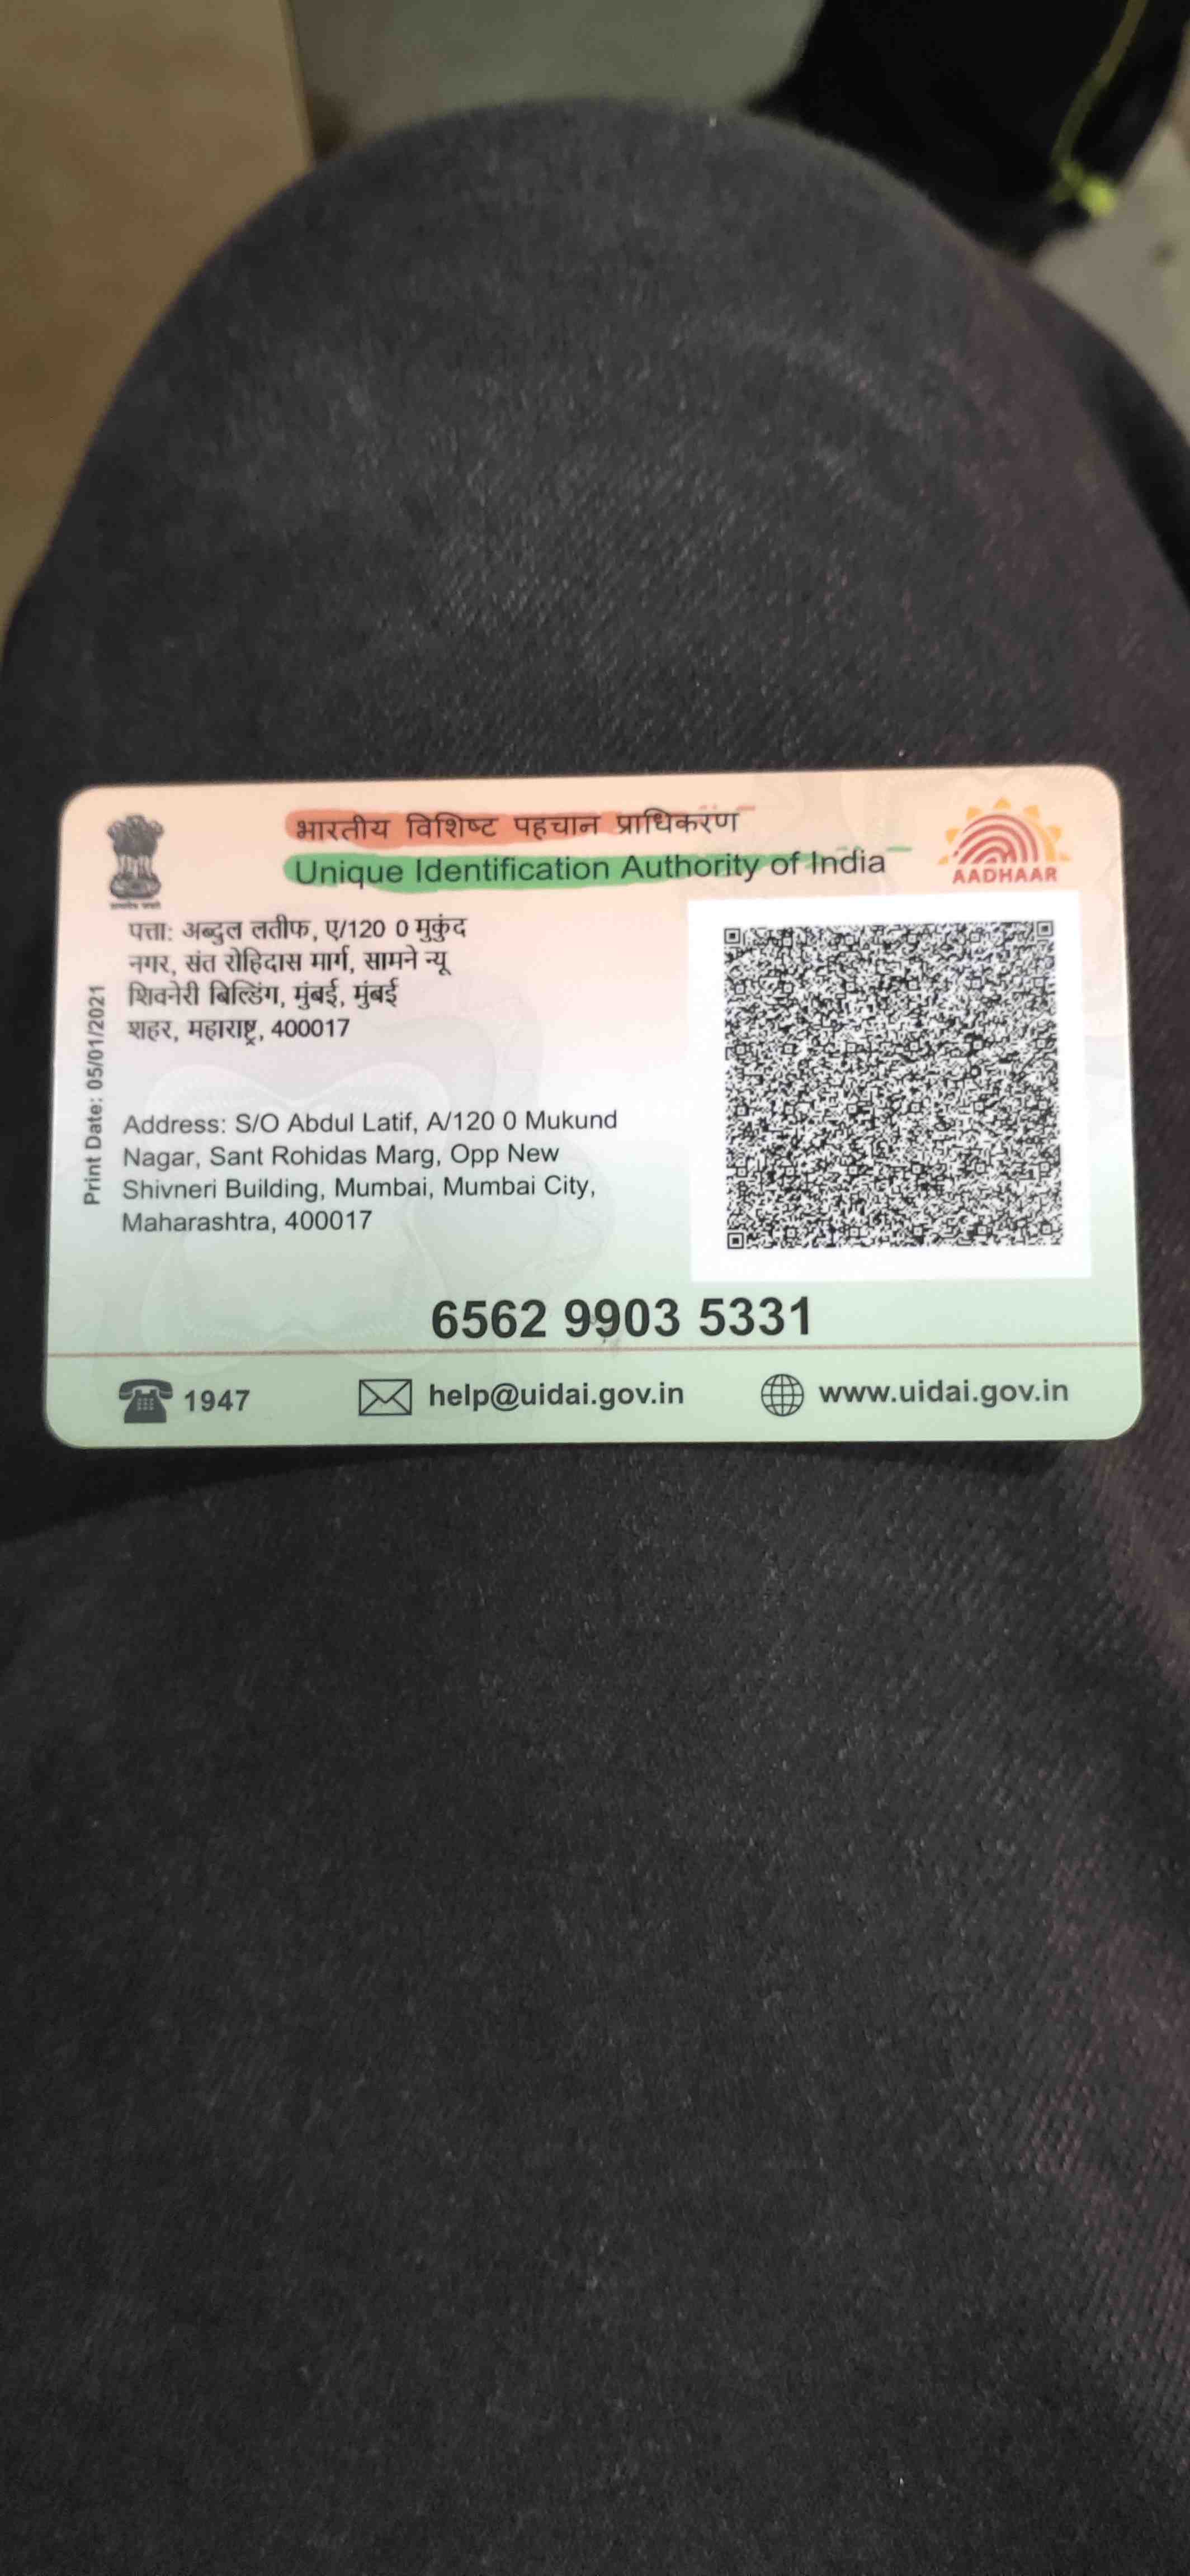 भारतीय विशिष्ट पहचान प्राधिकरण
Unique Identification Authority of India
AADHAAR
पत्ता: अब्दुल लतीफ, ए/120 0 मुकुंद
नगर, संत रोहिदास मार्ग, सामने न्यू
शिवनेरी बिल्डिंग, मुंबई, मुंबई
शहर, महाराष्ट्र, 400017
Print Date: 05/01/2021
Address: S/O Abdul Latif, A/120 0 Mukund
Nagar, Sant Rohidas Marg, Opp New
Shivneri Building, Mumbai, Mumbai City,
Maharashtra, 400017
6562 9903 5331
1947
help@uidai.gov.in
www.uidai.gov.in